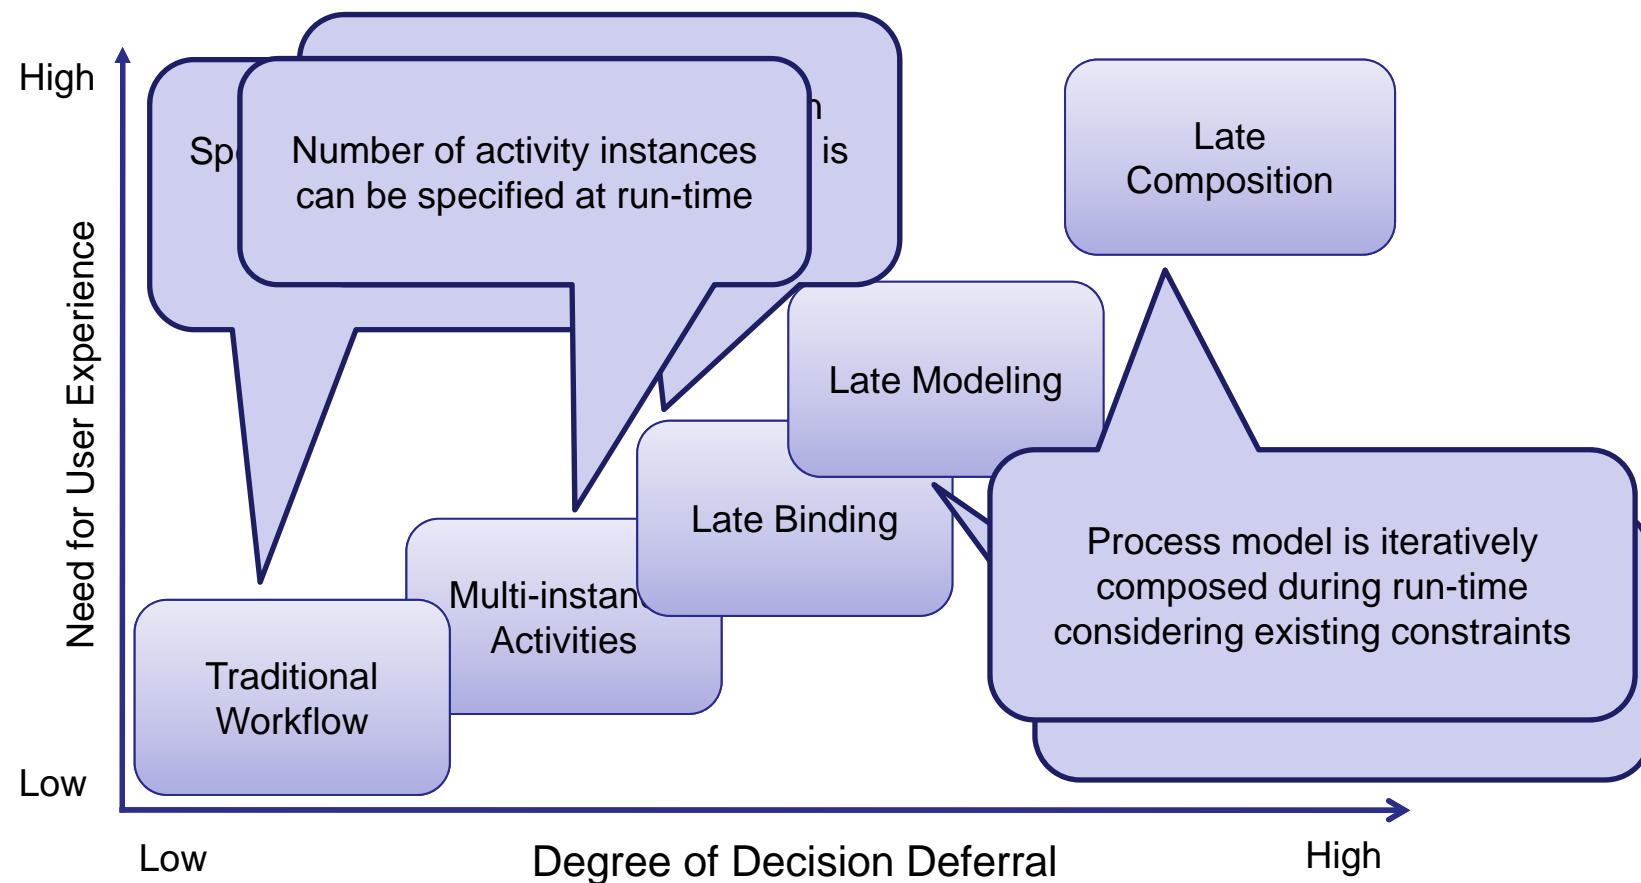 High
Number of activity instances
is
can be specified at run-time
Late
Composition
Need for User Experience
Late Modeling
Late Binding
Process model is iteratively
composed during run-time
considering existing constraints
Activities
Traditional
Workflow
Low
Low
Degree of Decision Deferral
High